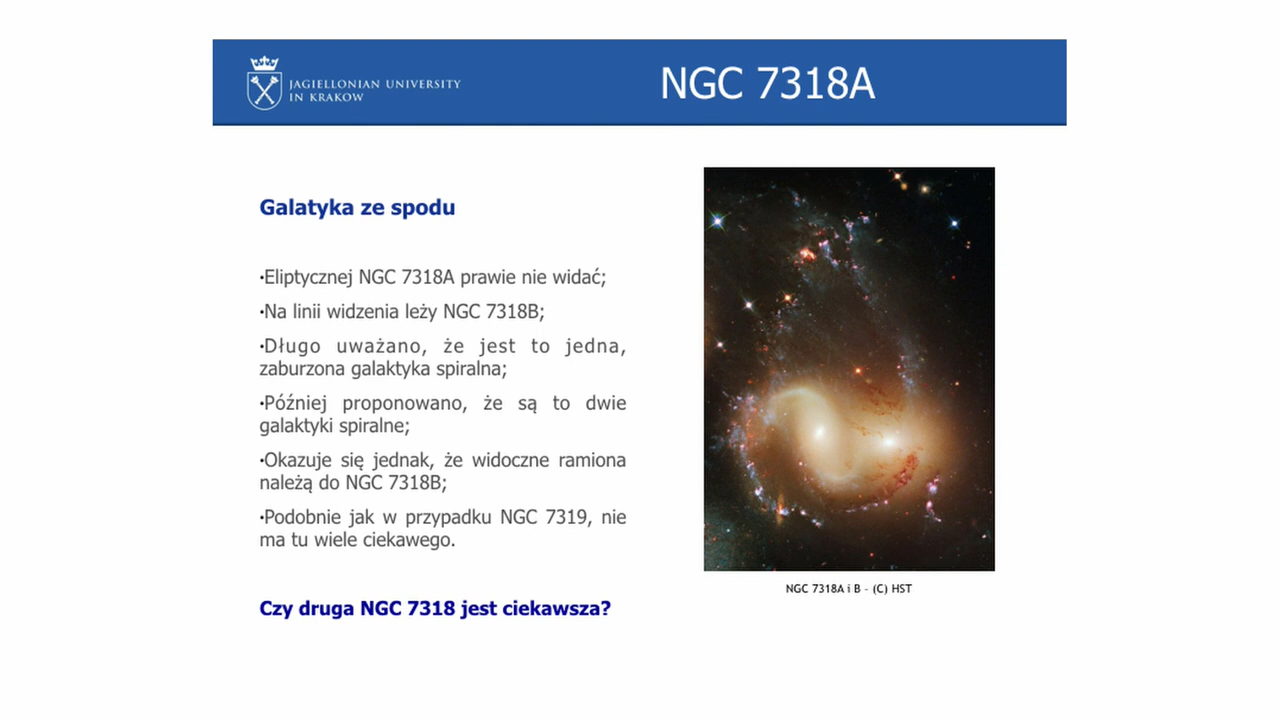 JAGIELLONIAN UNIVERSITY
IN KRAKOW
NGC 7318A
Galatyka ze spodu
•Eliptycznej NGC 7318A prawie nie widać;
•Na linii widzenia leży NGC 7318B;
•Długo uważano, że jest to jedna,
zaburzona galaktyka spiralna;
•Później proponowano, że są to dwie
galaktyki spiralne;
•Okazuje się jednak, że widoczne ramiona
należą do NGC 7318B;
•Podobnie jak w przypadku NGC 7319, nie
ma tu wiele ciekawego.
Czy druga NGC 7318 jest ciekawsza?
NGC 7318A i B - (C) HST